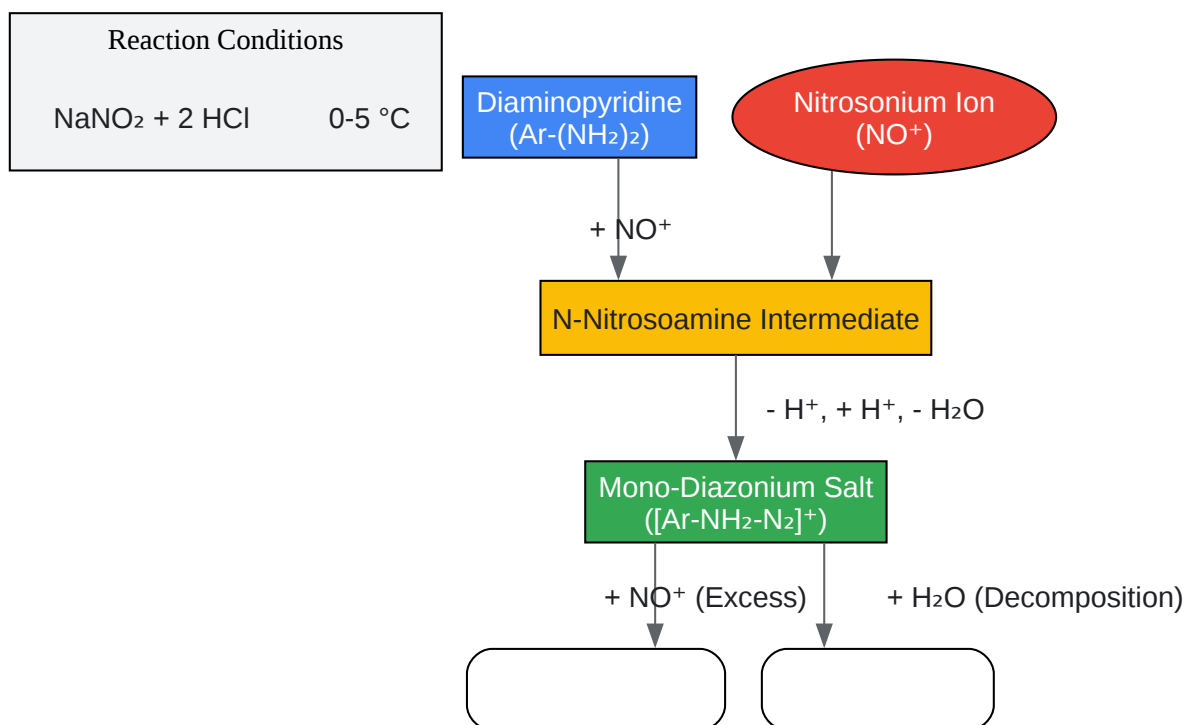 Reaction Conditions
NaNO₂ + 2 HCl 0-5 °C
Diaminopyridine
(Ar-(NH₂)₂)
Nitrosonium Ion
(NO⁺)
+ NO⁺
N-Nitrosoamine Intermediate
- H⁺, + H⁺, - H₂O
Mono-Diazonium Salt
([Ar-NH₂-N₂]⁺)
+ NO⁺ (Excess)
+ H₂O (Decomposition)